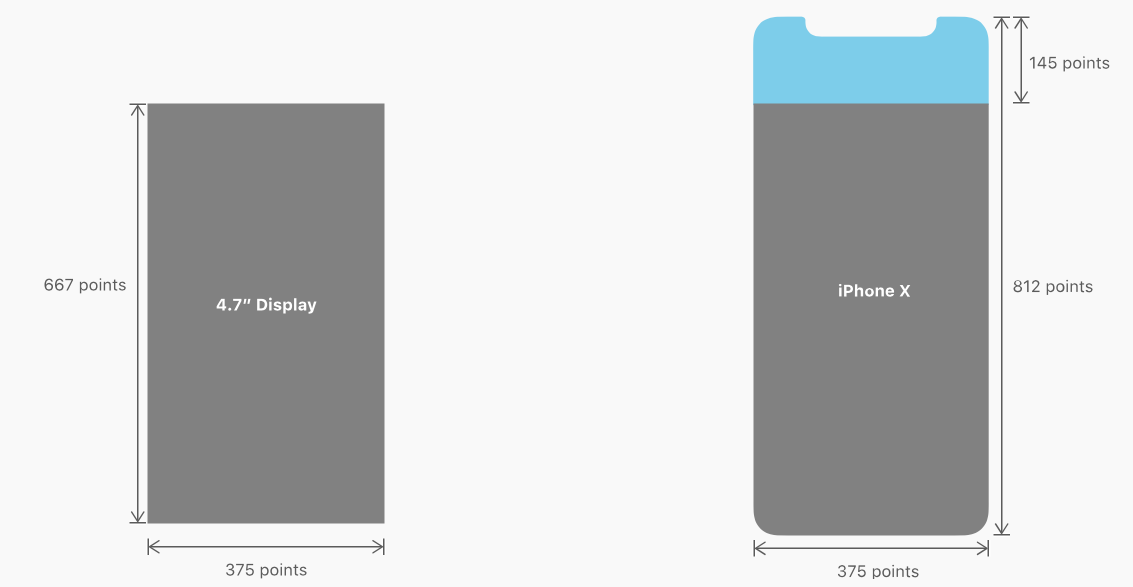 145 points
667 points
4.7″ Display
iPhone X
812 points
375 points
375 points